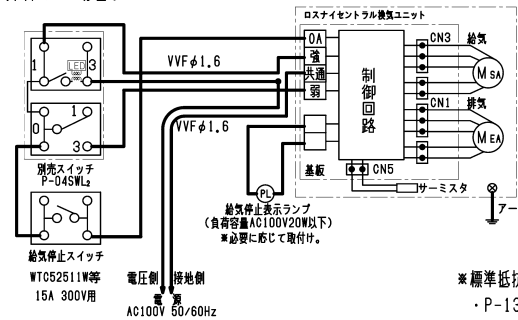 ロスナイセントラル換気ユニット
OA
強
共通
弱
制御回路
基板
CN3
給気
M SA
CN1
排気
M EA
CN5
サーミスタ
アー
VVFφ1.6
VVFφ1.6
1
LED
3
0
1
3
別売スイッチ
P-04SWL2
給気停止スイッチ
WTC52511W等
15A 300V用
PL
給気停止表示ランプ
(負荷容量AC100V20W以下)
※必要に応じて取付け。
電圧側 接地側
電源
AC100V 50/60Hz
※標準抵抗
・P-13